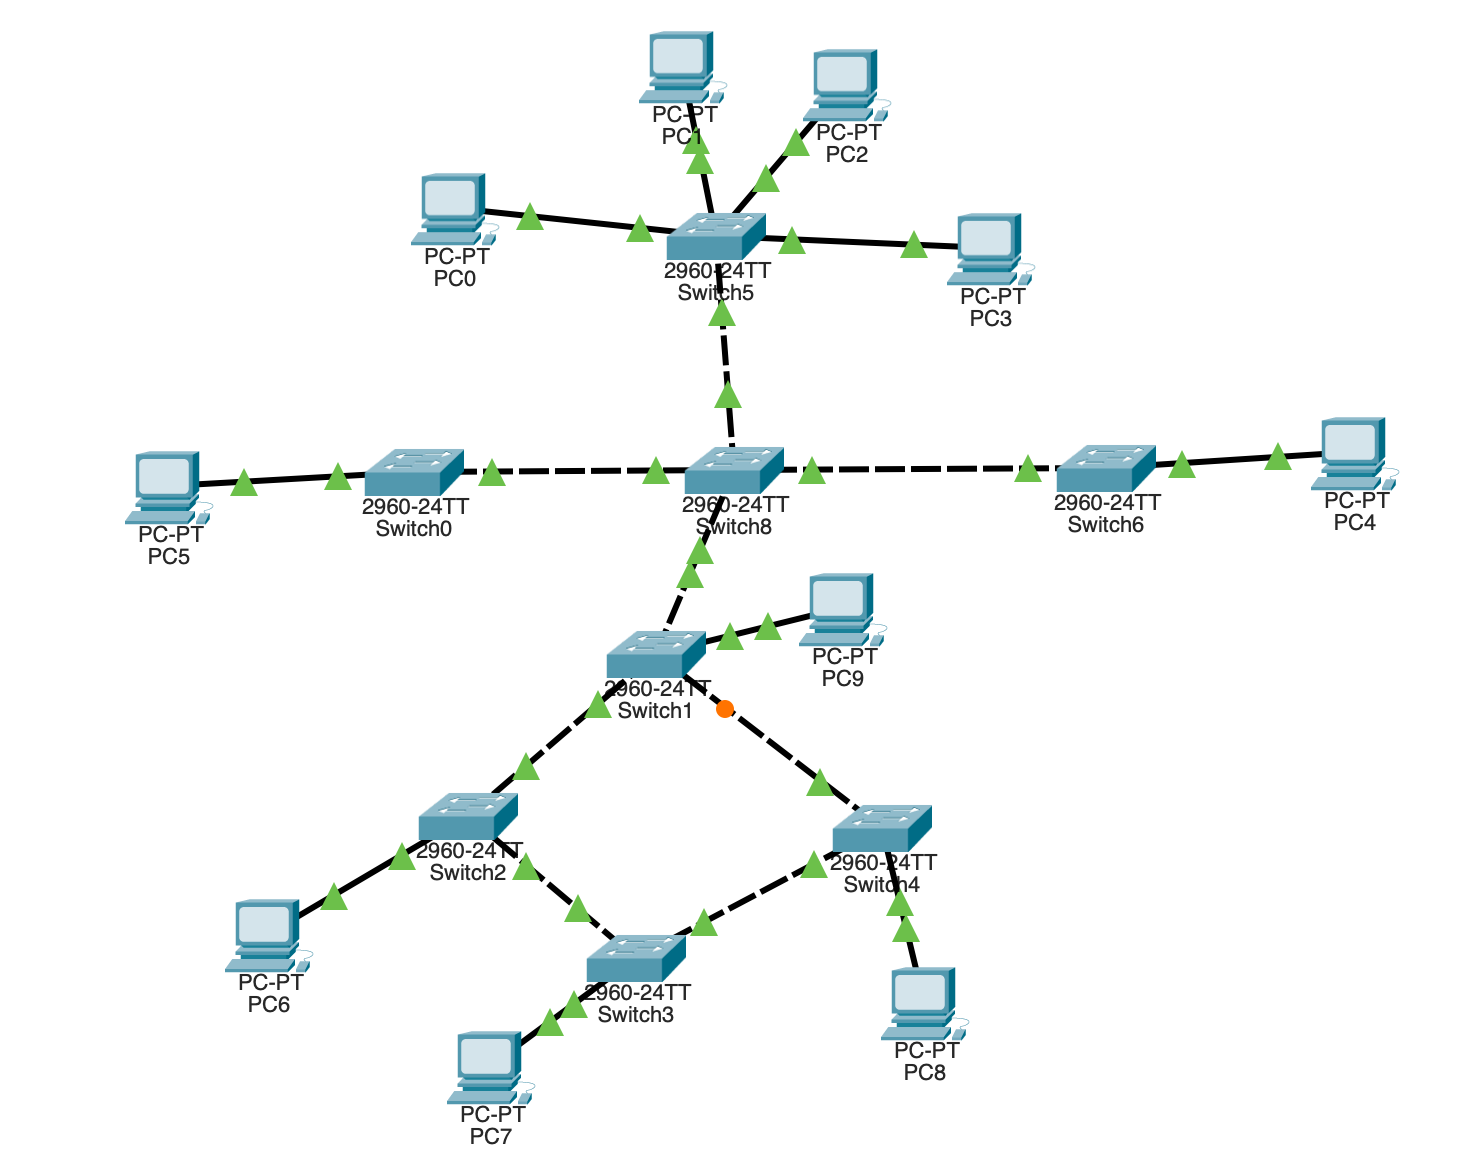 PC-PT
PC1
PC-PT
PC2
PC-PT
PC0
2960-24TT
Switch5
PC-PT
PC3
PC-PT
PC5
2960-24TT
Switch0
2960-24TT
Switch8
2960-24TT
Switch6
PC-PT
PC4
PC-PT
PC9
2960-24TT
Switch1
2960-24TT
Switch2
2960-24TT
Switch4
PC-PT
PC6
2960-24TT
Switch3
PC-PT
PC8
PC-PT
PC7